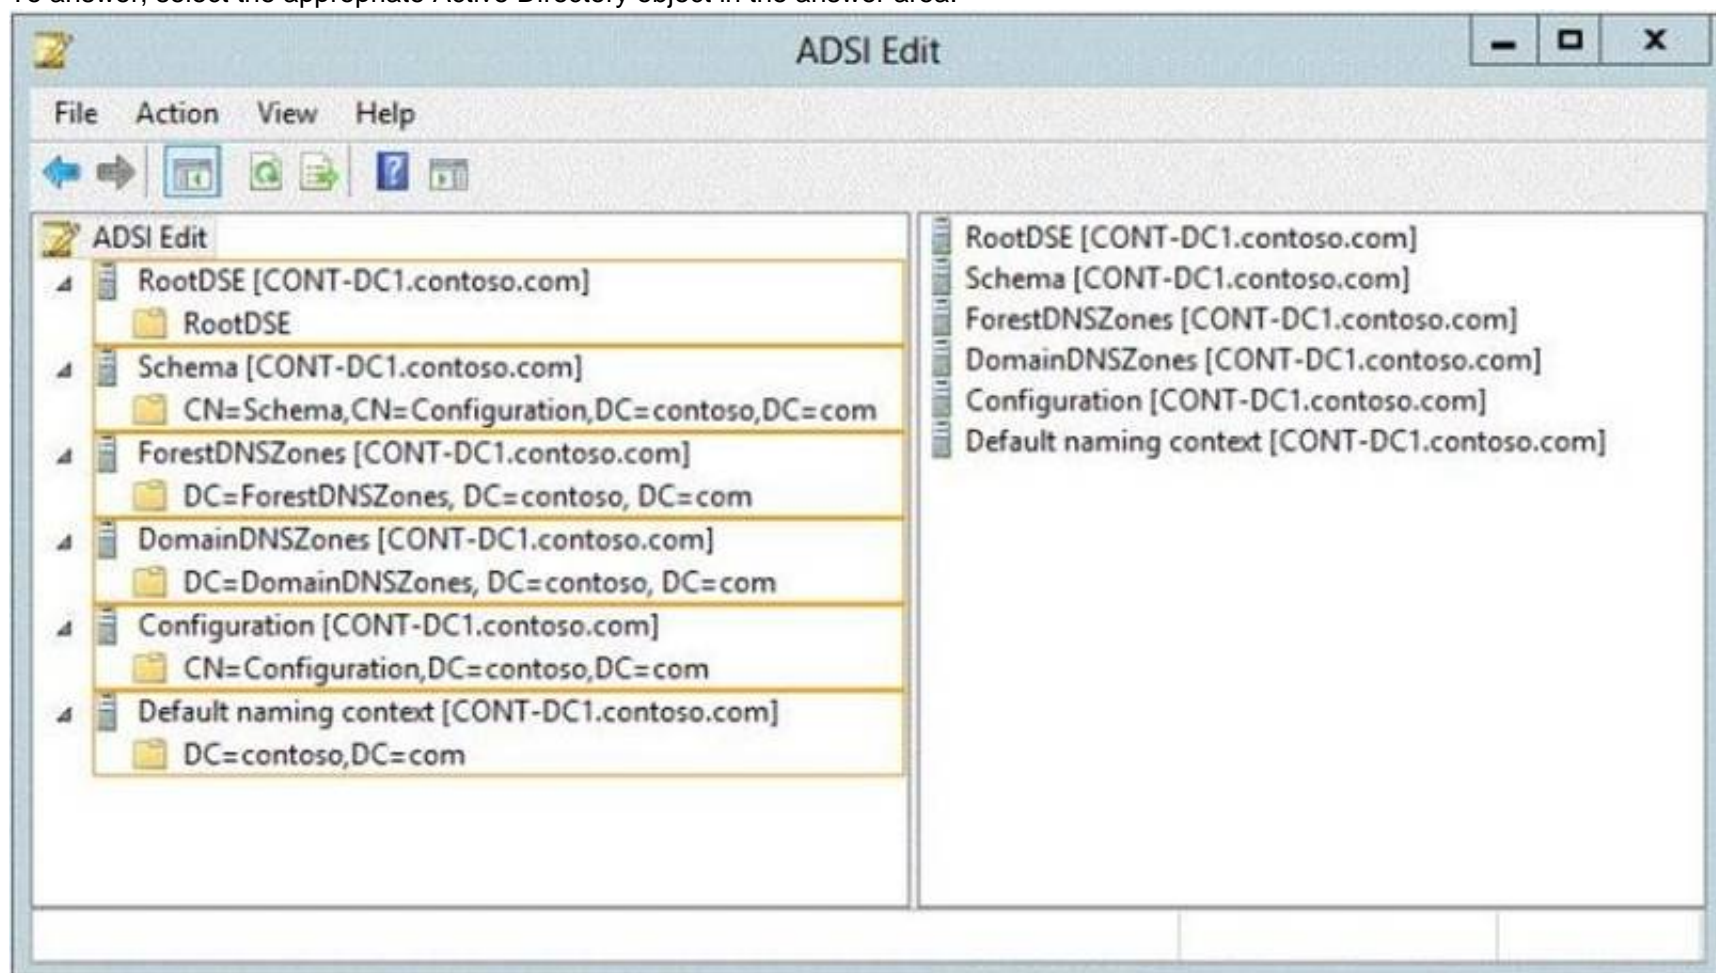 To answer, select the appropriate Active Directory object in the answer area.
ADSI Edit
File Action View Help
ADSI Edit
RootDSE [CONT-DC1.contoso.com]
RootDSE
Schema [CONT-DC1.contoso.com]
CN=Schema,CN=Configuration,DC=contoso,DC=com
ForestDNSZones [CONT-DC1.contoso.com]
DC=ForestDNSZones, DC=contoso, DC=com
DomainDNSZones [CONT-DC1.contoso.com]
DC=DomainDNSZones, DC=contoso, DC=com
Configuration [CONT-DC1.contoso.com]
CN=Configuration,DC=contoso,DC=com
Default naming context [CONT-DC1.contoso.com]
DC=contoso,DC=com
RootDSE [CONT-DC1.contoso.com]
Schema [CONT-DC1.contoso.com]
ForestDNSZones [CONT-DC1.contoso.com]
DomainDNSZones [CONT-DC1.contoso.com]
Configuration [CONT-DC1.contoso.com]
Default naming context [CONT-DC1.contoso.com]